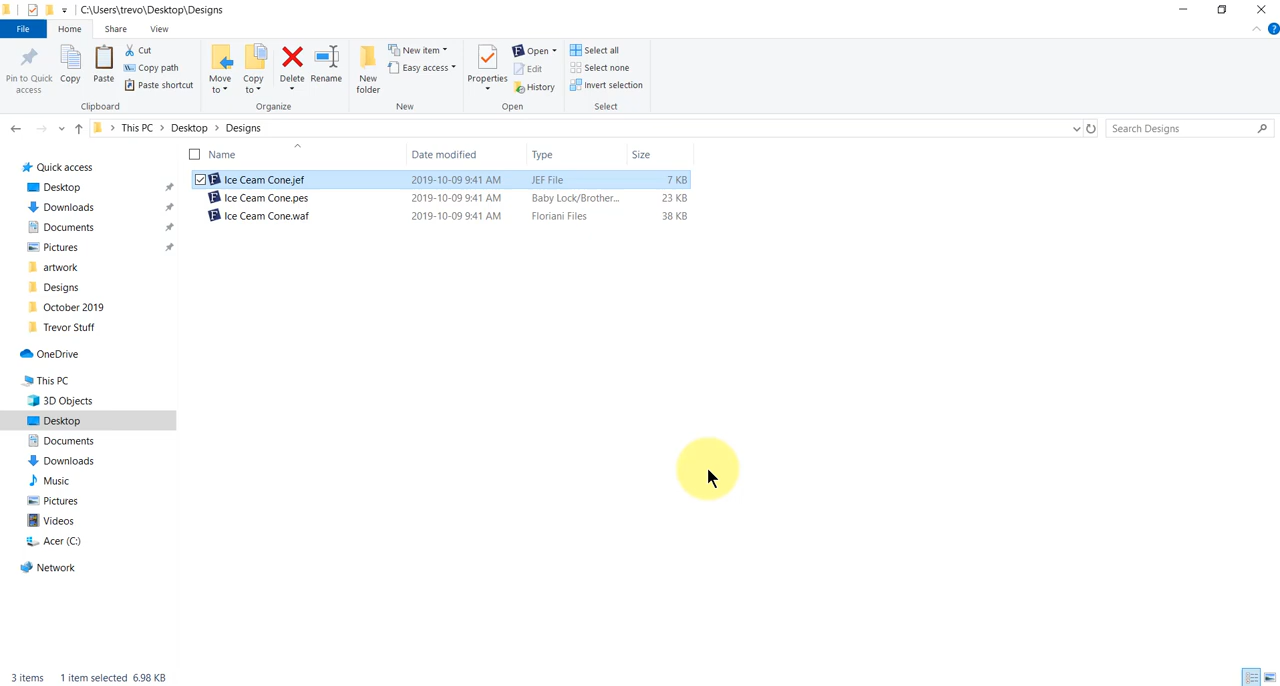 C:\Users\trevo\Desktop\Designs
File Home Share View
Pin to Quick access
Copy
Paste
Cut
Copy path
Paste shortcut
Clipboard
Move to
Copy to
Delete
Rename
Organize
New folder
New item
Easy access
New
Properties
Open
Edit
History
Open
Select all
Select none
Invert selection
Select
This PC > Desktop > Designs
Search Designs
Name Date modified Type Size
Ice Ceam Cone.jef 2019-10-09 9:41 AM JEF File 7 KB
Ice Ceam Cone.pes 2019-10-09 9:41 AM Baby Lock/Brother... 23 KB
Ice Ceam Cone.waf 2019-10-09 9:41 AM Floriani Files 38 KB
Quick access
Desktop
Downloads
Documents
Pictures
artwork
Designs
October 2019
Trevor Stuff
OneDrive
This PC
3D Objects
Desktop
Documents
Downloads
Music
Pictures
Videos
Acer (C:)
Network
3 items 1 item selected 6.98 KB